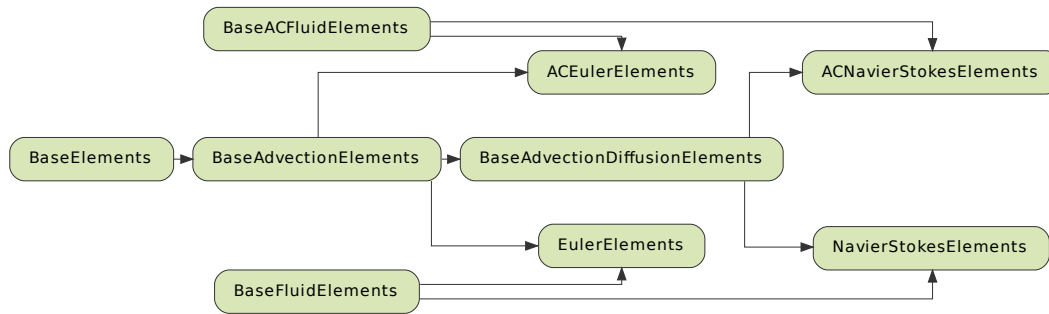 BaseACFluidElements
ACEulerElements
ACNavierStokesElements
BaseElements
BaseAdvectionElements
BaseAdvectionDiffusionElements
EulerElements
NavierStokesElements
BaseFluidElements